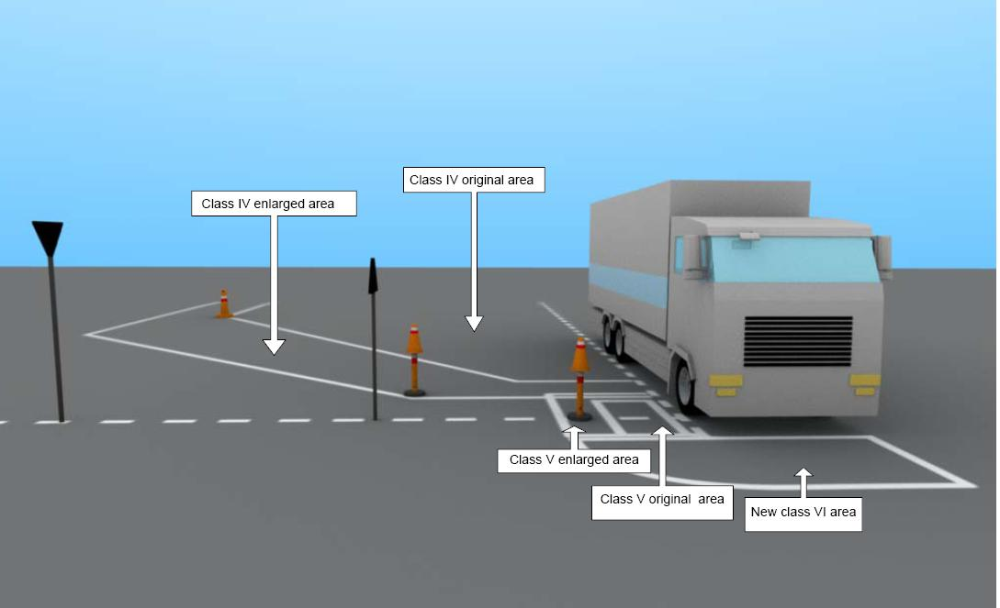 Class IV original area
Class IV enlarged area
Class V enlarged area
Class V original area
New class VI area